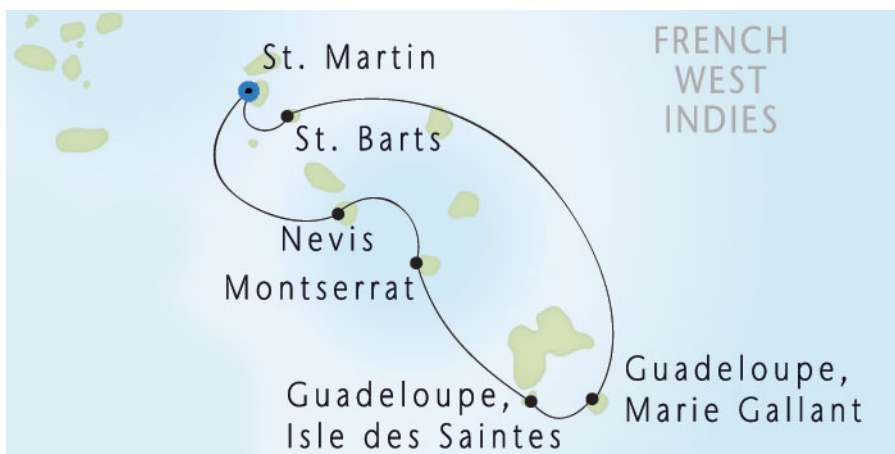 FRENCH
WEST
INDIES
St. Martin
St. Barts
Nevis
Montserrat
Guadeloupe,
Isle des Saintes
Guadeloupe,
Marie Gallant